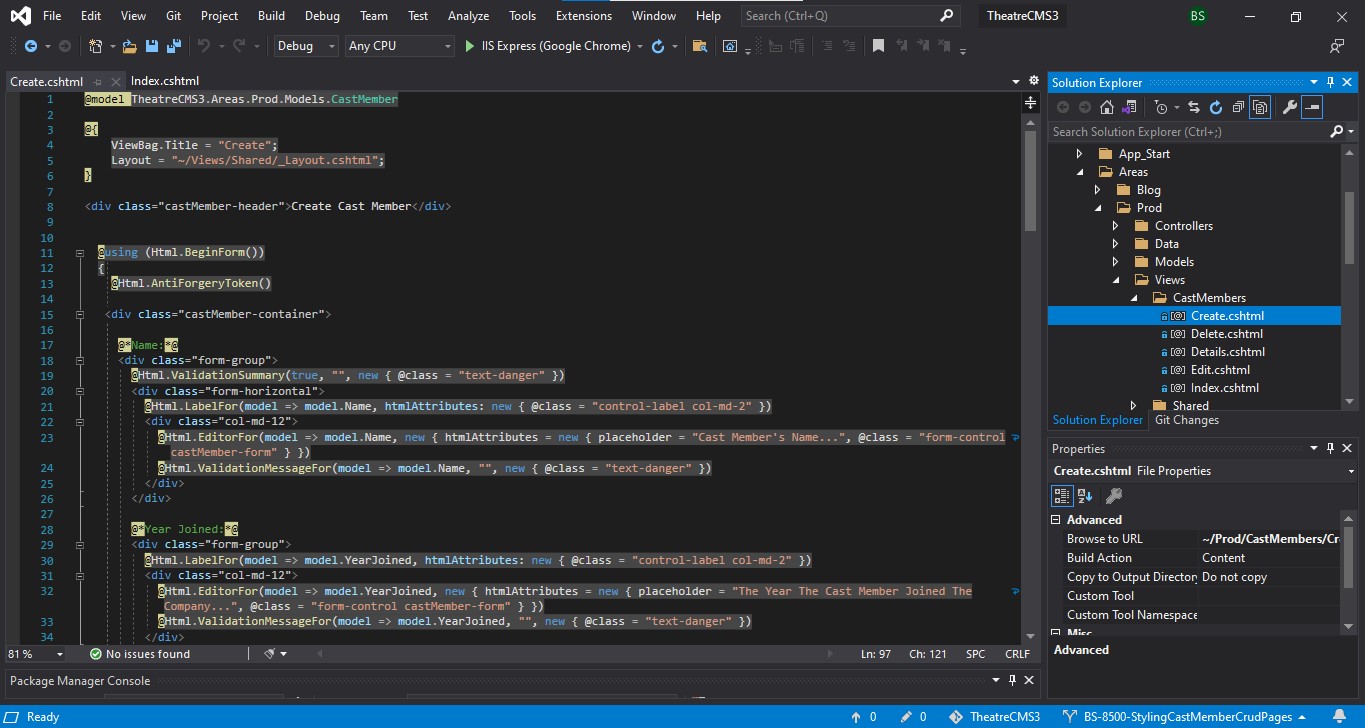 File Edit View Git Project Build Debug Team Test Analyze Tools Extensions Window Help Search (Ctrl+Q) TheatreCMS3 BS
Debug Any CPU IIS Express (Google Chrome)
Create.cshtml Index.cshtml
1 @model TheatreCMS3.Areas.Prod.Models.CastMember
2
3 @{
4 ViewBag.Title = "Create";
5 Layout = "~/Views/Shared/_Layout.cshtml";
6 }
7
8 <div class="castMember-header">Create Cast Member</div>
9
10
11 @using (Html.BeginForm())
12 {
13 @Html.AntiForgeryToken()
14
15 <div class="castMember-container">
16
17 @*Name:*@
18 <div class="form-group">
19 @Html.ValidationSummary(true, "", new { @class = "text-danger" })
20 <div class="form-horizontal">
21 @Html.LabelFor(model => model.Name, htmlAttributes: new { @class = "control-label col-md-2" })
22 <div class="col-md-12">
23 @Html.EditorFor(model => model.Name, new { htmlAttributes = new { placeholder = "Cast Member's Name...", @class = "form-control
castMember-form" } })
24 @Html.ValidationMessageFor(model => model.Name, "", new { @class = "text-danger" })
25 </div>
26 </div>
27
28 @*Year Joined:*@
29 <div class="form-group">
30 @Html.LabelFor(model => model.YearJoined, htmlAttributes: new { @class = "control-label col-md-2" })
31 <div class="col-md-12">
32 @Html.EditorFor(model => model.YearJoined, new { htmlAttributes = new { placeholder = "The Year The Cast Member Joined The
Company...", @class = "form-control castMember-form" } })
33 @Html.ValidationMessageFor(model => model.YearJoined, "", new { @class = "text-danger" })
34 </div>
81 % No issues found Ln: 97 Ch: 121 SPC CRLF
Package Manager Console
Solution Explorer
Search Solution Explorer (Ctrl+;)
App_Start
Areas
Blog
Prod
Controllers
Data
Models
Views
CastMembers
Create.cshtml
Delete.cshtml
Details.cshtml
Edit.cshtml
Index.cshtml
Shared
Solution Explorer Git Changes
Properties
Create.cshtml File Properties
Advanced
Browse to URL ~/Prod/CastMembers/Cr
Build Action Content
Copy to Output Directory Do not copy
Custom Tool
Custom Tool Namespace
Misc
Advanced
Ready 0 0 TheatreCMS3 BS-8500-StylingCastMemberCrudPages